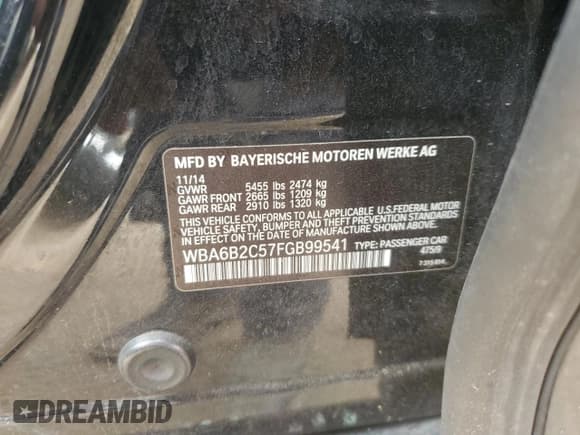 MFD BY BAYERISCHE MOTOREN WERKE AG
11/14
GVWR 5455 lbs 2474 kg
GAWR FRONT 2665 lbs 1209 kg
GAWR REAR 2910 lbs 1320 kg
THIS VEHICLE CONFORMS TO ALL APPLICABLE U.S.FEDERAL MOTOR
VEHICLE SAFETY, BUMPER, AND THEFT PREVENTION STANDARDS IN
EFFECT ON THE DATE OF MANUFACTURE SHOWN ABOVE.
WBA6B2C57FGB99541 TYPE: PASSENGER CAR
475/9
DREAMBID